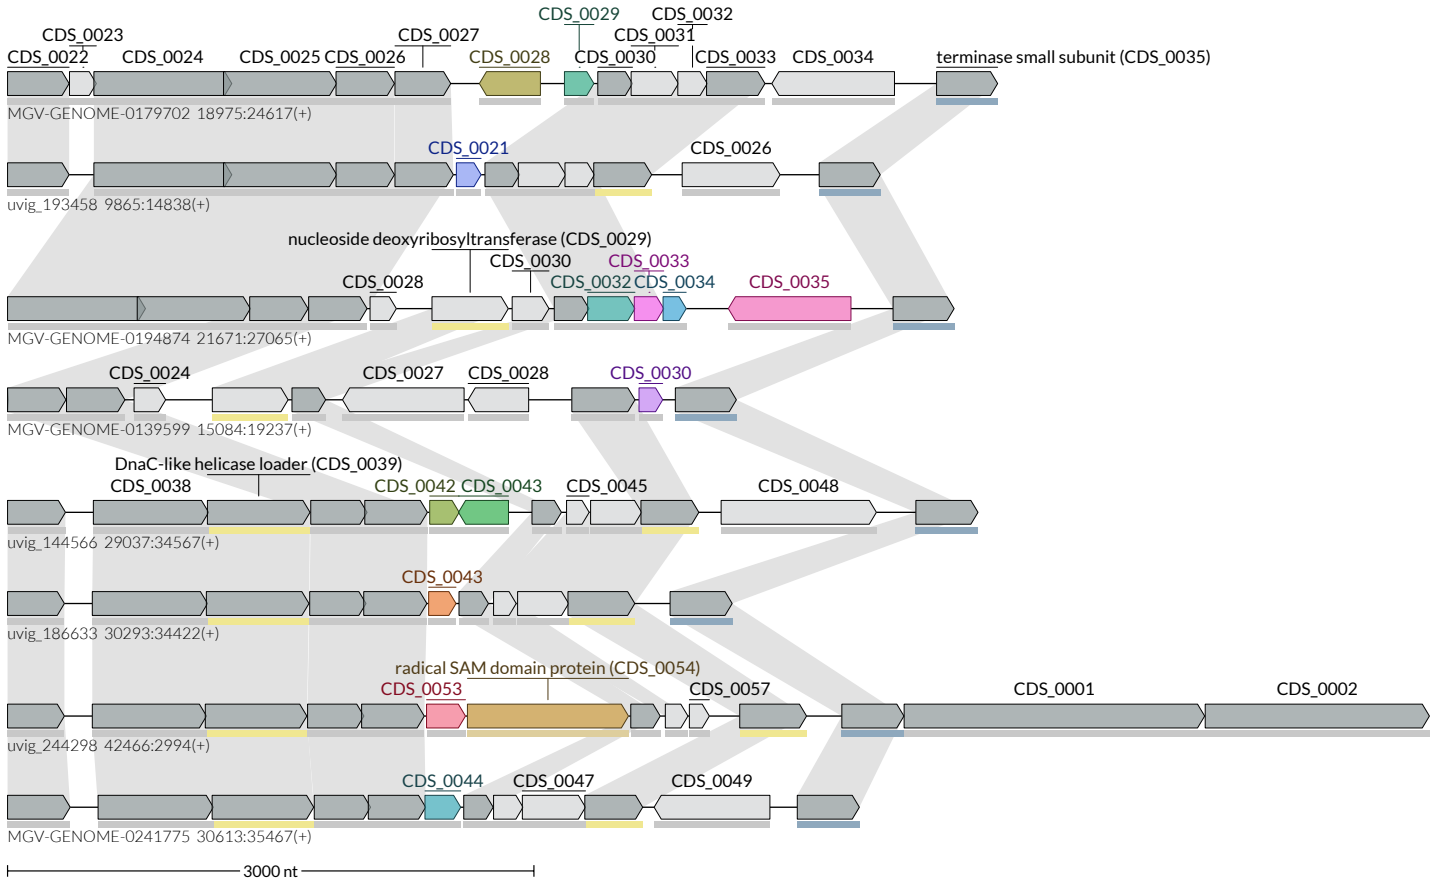 CDS_0032
CDS_0029
CDS_0023 CDS_0027 CDS_0031
CDS_0022 CDS_0024 CDS_0025 CDS_0026 CDS_0028 CDS_0030 CDS_0033 CDS_0034 terminase small subunit (CDS_0035)
MGV-GENOME-0179702 18975:24617(+)
CDS_0021 CDS_0026
uvig_193458 9865:14838(+)
nucleoside deoxyribosyltransferase (CDS_0029)
CDS_0030 CDS_0033
CDS_0028 CDS_0032 CDS_0034 CDS_0035
MGV-GENOME-0194874 21671:27065(+)
CDS_0024 CDS_0027 CDS_0028 CDS_0030
MGV-GENOME-0139599 15084:19237(+)
DnaC-like helicase loader (CDS_0039)
CDS_0038 CDS_0042 CDS_0043 CDS_0045 CDS_0048
uvig_144566 29037:34567(+)
CDS_0043
uvig_186633 30293:34422(+)
radical SAM domain protein (CDS_0054)
CDS_0053 CDS_0057 CDS_0001 CDS_0002
uvig_244298 42466:2994(+)
CDS_0044 CDS_0047 CDS_0049
MGV-GENOME-0241775 30613:35467(+)
3000 nt